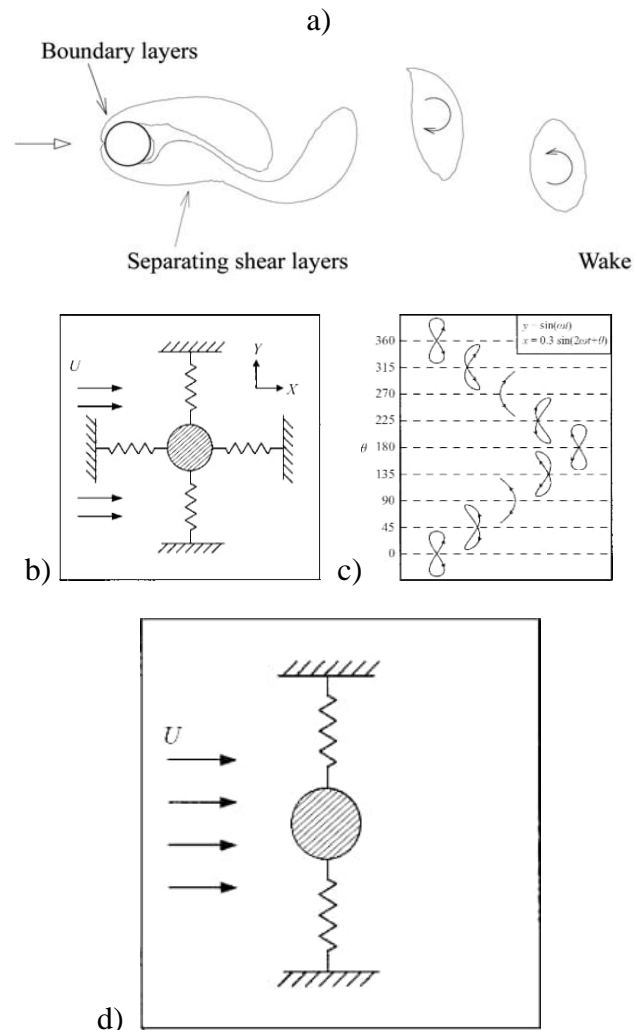 a)
Boundary layers
Separating shear layers
Wake
U
Y
X
b)
y = sin(ωt)
x = 0.3 sin(2ωt+θ)
360
315
270
225
θ 180
135
90
45
0
c)
U
d)